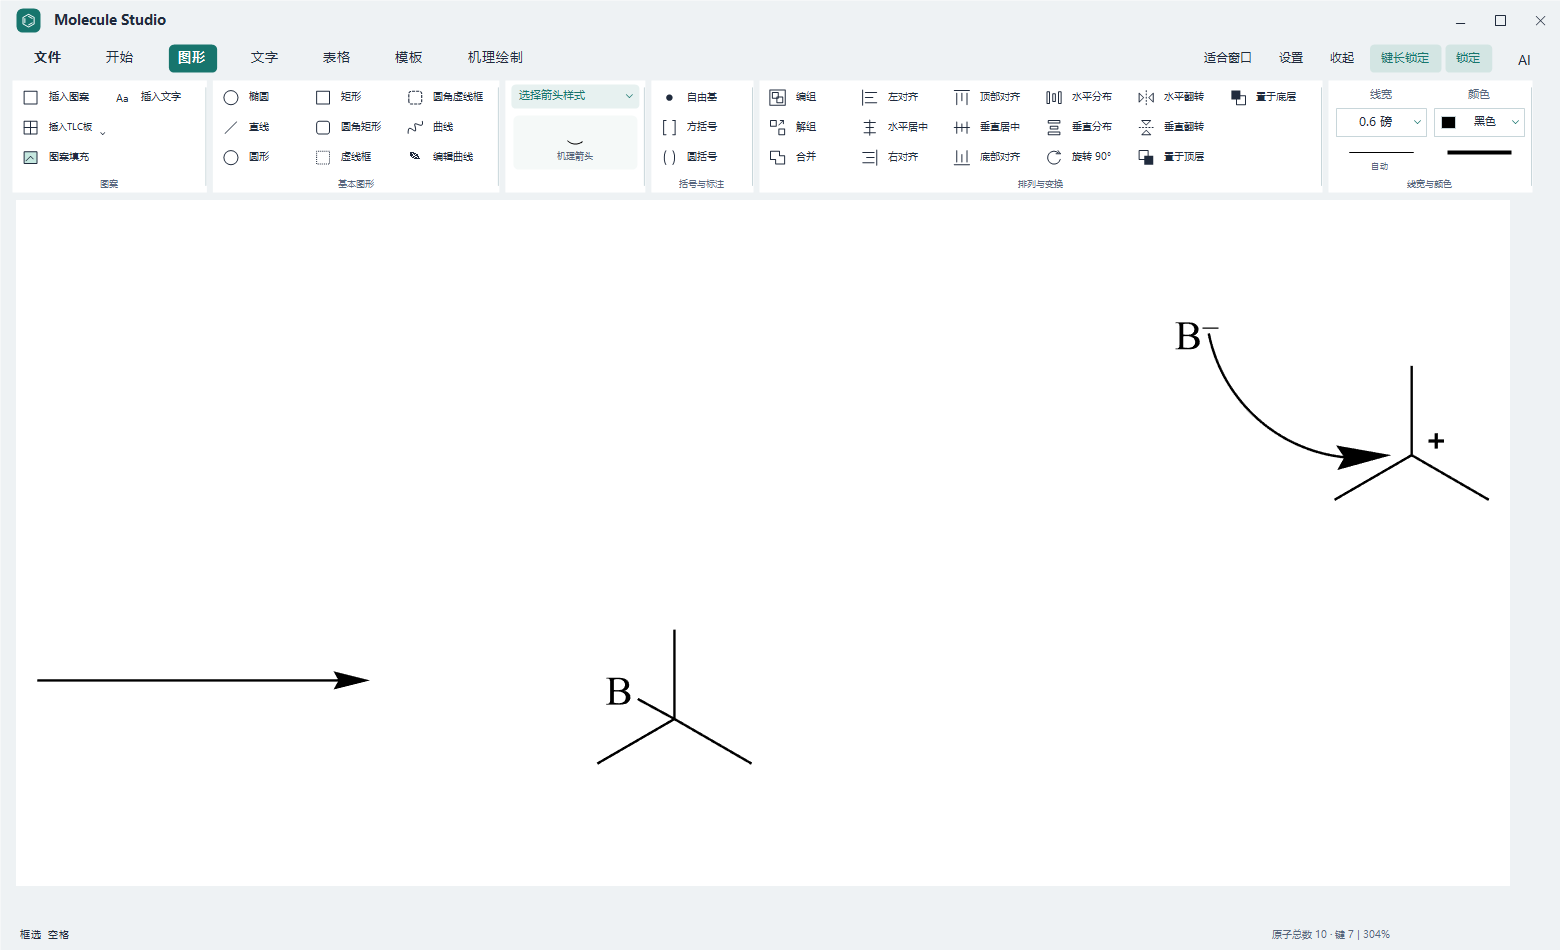 Molecule Studio
文件 开始 图形 文字 表格 模板 机理绘制 适合窗口 设置 收起 键长锁定 锁定 AI
插入图案 Aa 插入文字 椭圆 矩形 圆角虚线框 选择箭头样式 自由基 编组 左对齐 顶部对齐 水平分布 水平翻转 置于底层 线宽 颜色
插入TLC板 直线 圆角矩形 曲线 方括号 解组 水平居中 垂直居中 垂直分布 垂直翻转 0.6 磅 黑色
图案填充 圆形 虚线框 编辑曲线 机理箭头 圆括号 合并 右对齐 底部对齐 旋转 90° 置于顶层 自动
图案 基本图形 括号与标注 排列与变换 线宽与颜色
B−
+
B
框选 空格 原子总数 10 · 键 7 | 304%